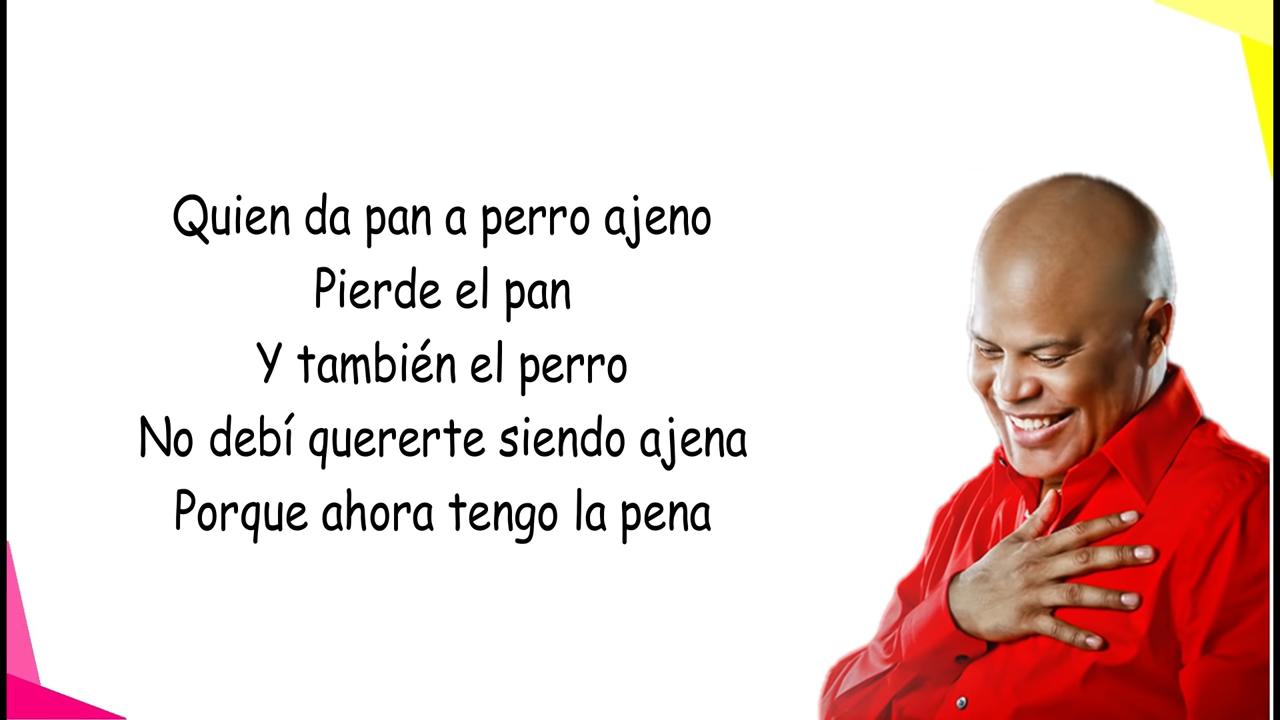 Quien da pan a perro ajeno
Pierde el pan
Y también el perro
No debí quererte siendo ajena
Porque ahora tengo la pena